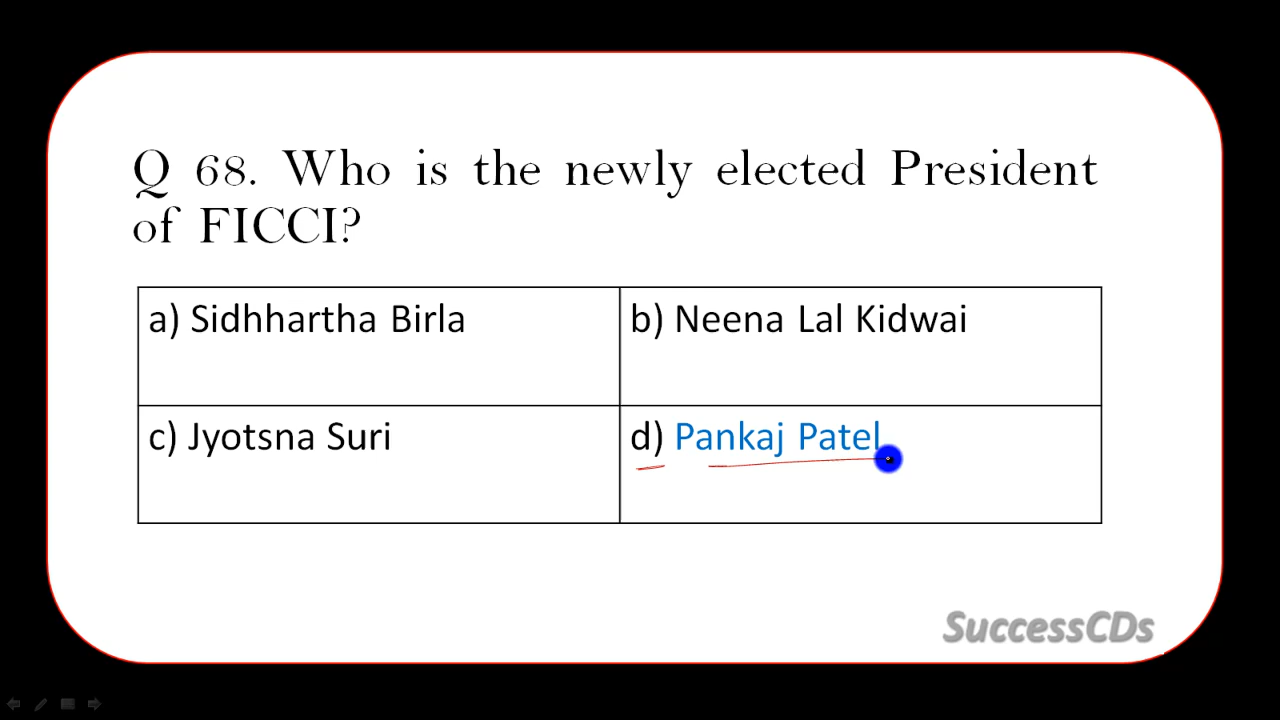 Q 68. Who is the newly elected President
of FICCI?
a) Sidhhartha Birla
b) Neena Lal Kidwai
c) Jyotsna Suri
d) Pankaj Patel
SuccessCDs